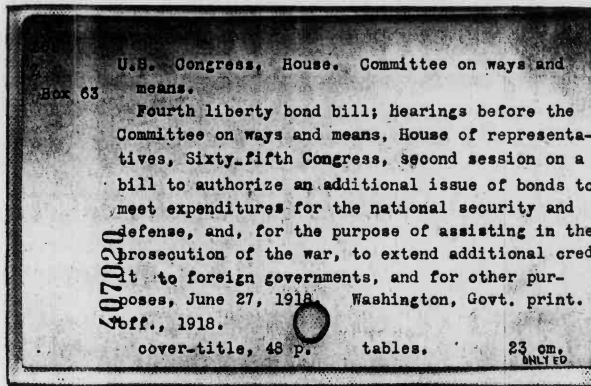 U.S. Congress. House. Committee on ways and
Box 63 means.
Fourth liberty bond bill; Hearings before the
Committee on ways and means, House of representa-
tives, Sixty-fifth Congress, second session on a
bill to authorize an additional issue of bonds to
meet expenditures for the national security and
defense, and, for the purpose of assisting in the
prosecution of the war, to extend additional cred
it to foreign governments, and for other pur-
poses, June 27, 1918. Washington, Govt. print.
off., 1918.
cover-title, 48 p. tables. 23 cm.
ONLY ED
407020